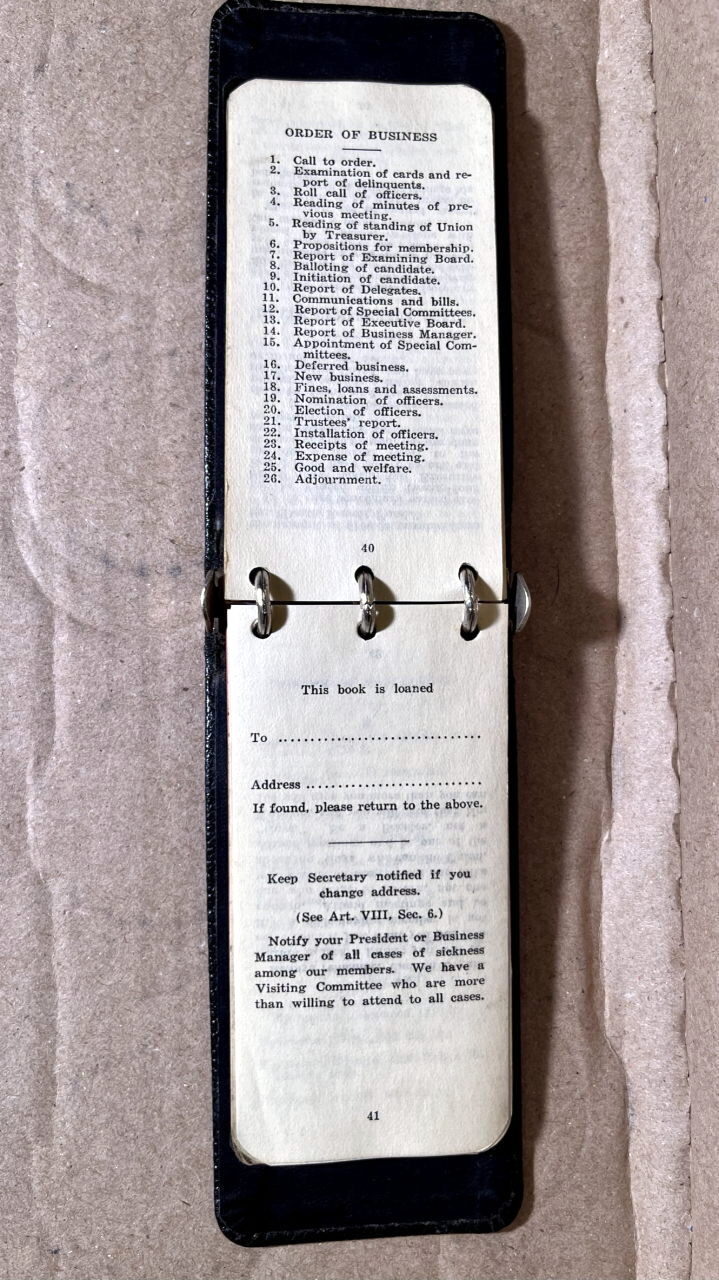 ORDER OF BUSINESS
1. Call to order.
2. Examination of cards and re-
port of delinquents.
3. Roll call of officers.
4. Reading of minutes of pre-
vious meeting.
5. Reading of standing of Union
by Treasurer.
6. Propositions for membership.
7. Report of Examining Board.
8. Balloting of candidate.
9. Initiation of candidate.
10. Report of Delegates.
11. Communications and bills.
12. Report of Special Committees.
13. Report of Executive Board.
14. Report of Business Manager.
15. Appointment of Special Com-
mittees.
16. Deferred business.
17. New business.
18. Fines, loans and assessments.
19. Nomination of officers.
20. Election of officers.
21. Trustees' report.
22. Installation of officers.
23. Receipts of meeting.
24. Expense of meeting.
25. Good and welfare.
26. Adjournment.
40
This book is loaned
To ..............................
Address ..........................
If found, please return to the above.
Keep Secretary notified if you
change address.
(See Art. VIII, Sec. 6.)
Notify your President or Business
Manager of all cases of sickness
among our members. We have a
Visiting Committee who are more
than willing to attend to all cases.
41